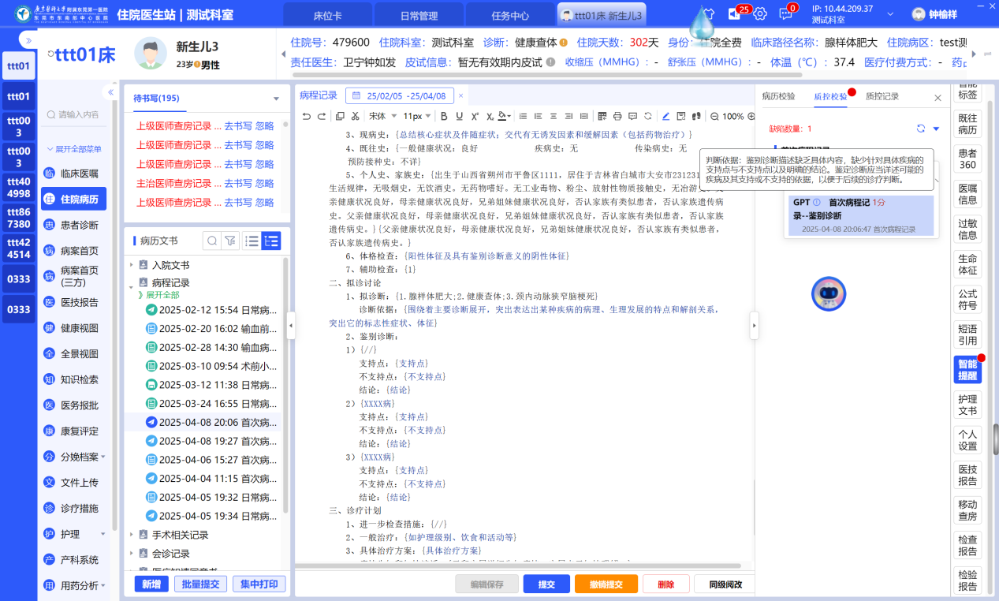 广东医科大学附属东莞第一医院
东莞市东南部中心医院
住院医生站 | 测试科室
床位卡
日常管理
任务中心
ttt01床 新生儿3
25
0
IP: 10.44.209.37
测试科室
钟榆祥
ttt01
ttt01
ttt00
3
ttt00
3
ttt40
4998
ttt86
7380
ttt42
4514
0333
0333
ttt01床
新生儿3
23岁 男性
住院号: 479600 住院科室: 测试科室 诊断: 健康查体 住院天数: 302天 身份: 住院全费 临床路径名称: 腺样体肥大 住院病区: test测
责任医生: 卫宁钟如发 皮试信息: 暂无有效期内皮试 收缩压（MMHG）: - 舒张压（MMHG）: - 体温（℃）: 37.4 医疗付费方式: -
请输入内容
展开全部菜单
临床医嘱
住院病历
患者诊断
病案首页
病案首页
(三方)
医技报告
健康视图
全景视图
知识检索
医务报批
康复评定
分娩档案
文件上传
诊疗措施
护理
产科系统
用药分析
待书写(195)
上级医师查房记录 ... 去书写 忽略
上级医师查房记录 ... 去书写 忽略
上级医师查房记录 ... 去书写 忽略
主治医师查房记录 ... 去书写 忽略
上级医师查房记录 ... 去书写 忽略
病历文书
入院文书
病程记录
展开全部
2025-02-12 15:54 日常病...
2025-02-20 16:02 输血前...
2025-02-28 14:30 输血病...
2025-03-10 09:54 术前小...
2025-03-12 11:38 日常病...
2025-03-24 16:55 日常病...
2025-04-08 20:06 首次病...
2025-04-08 19:27 首次病...
2025-04-06 15:27 首次病...
2025-04-04 11:15 首次病...
2025-04-05 19:32 日常病...
2025-04-05 19:34 日常病...
手术相关记录
会诊记录
新增
批量提交
集中打印
病程记录
25/02/05 -25/04/08
宋体
11px
B U X² X₂
100%
3、现病史: {总结核心症状及伴随症状; 交代有无诱发因素和缓解因素（包括药物治疗）}
4、既往史: {一般健康状况: 良好 疾病史: 无 传染病史: 无
预防接种史: 不详}
5、个人史、家族史: {出生于山西省朔州市平鲁区1111, 居住于吉林省白城市大安市231231
生活规律, 无吸烟史, 无饮酒史。无药物嗜好。无工业毒物、粉尘、放射性物质接触史, 无冶游史。
亲健康状况良好, 母亲健康状况良好, 兄弟姐妹健康状况良好, 否认家族有类似患者, 否认家族遗传病
史。父亲健康状况良好, 母亲健康状况良好, 兄弟姐妹健康状况良好, 否认家族有类似患者, 否认家族
遗传病史。}{父亲健康状况良好, 母亲健康状况良好, 兄弟姐妹健康状况良好, 否认家族有类似患者,
否认家族遗传病史。}
6、体格检查: {阳性体征及具有鉴别诊断意义的阴性体征}
7、辅助检查: {1}
二、拟诊讨论
1、拟诊断: {1.腺样体肥大;2.健康查体;3.颈内动脉狭窄脑梗死}
诊断依据: {围绕着主要诊断展开, 突出表达出某种疾病的病理、生理发展的特点和解剖关系,
突出它的标志性症状、体征}
2、鉴别诊断:
1）{//}
支持点: {支持点}
不支持点: {不支持点}
结论: {结论}
2）{XXXX病}
支持点: {支持点}
不支持点: {不支持点}
结论: {结论}
3）{XXXX病}
支持点: {支持点}
不支持点: {不支持点}
结论: {结论}
三、诊疗计划
1、进一步检查措施: {//}
2、一般治疗: {如护理级别、饮食和活动等}
3、具体治疗方案: {具体治疗方案}
编辑保存
提交
撤销提交
删除
同级阅改
病历校验
质控校验
质控记录
缺陷数量: 1
判断依据: 鉴别诊断描述缺乏具体内容，缺少针对具体疾病的
支持点与不支持点以及明确的结论。鉴定诊断应当详述可能的
疾病及其支持或不支持的依据，以便于后续的诊疗判断。
GPT 首次病程记 1分
录--鉴别诊断
2025-04-08 20:06:47 首次病程记录
智能
标签
既往
病历
患者
360
医嘱
信息
过敏
信息
生命
体征
公式
符号
短语
引用
智能
提醒
护理
文书
个人
设置
医技
报告
移动
查房
检查
报告
检验
报告